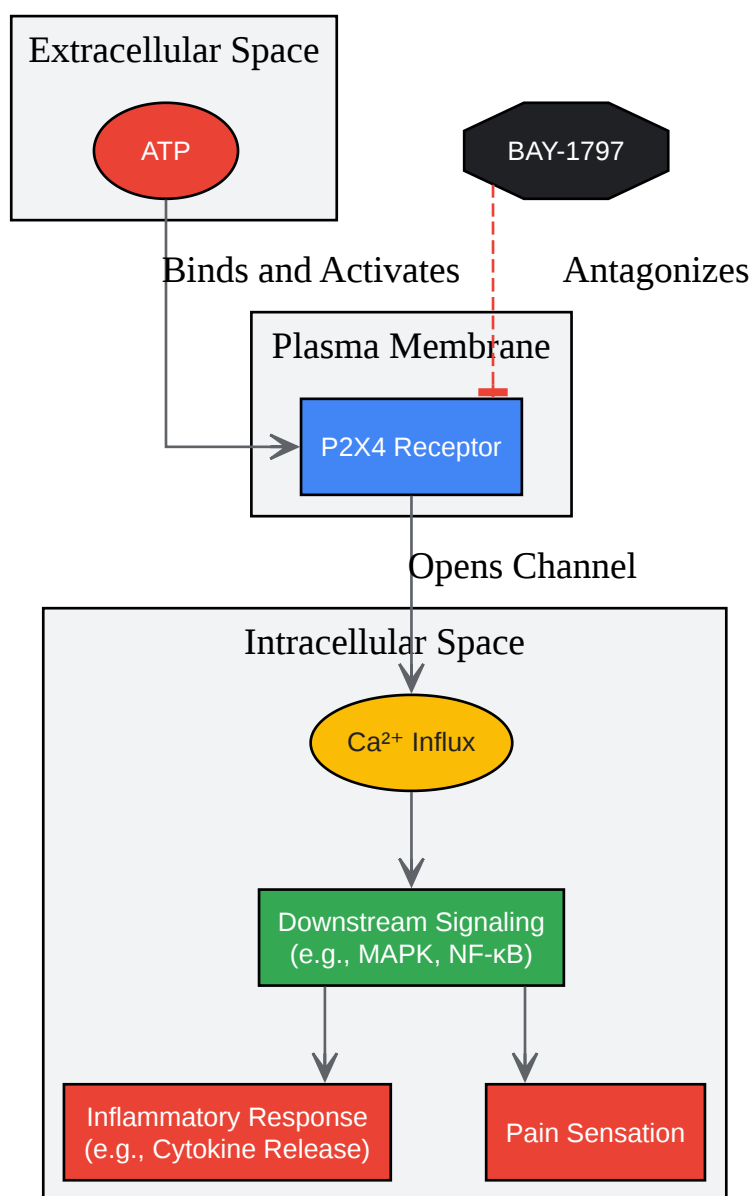 Extracellular Space
ATP
BAY-1797
Binds and Activates
Antagonizes
Plasma Membrane
P2X4 Receptor
Opens Channel
Intracellular Space
Ca²⁺ Influx
Downstream Signaling
(e.g., MAPK, NF-κB)
Inflammatory Response
(e.g., Cytokine Release)
Pain Sensation